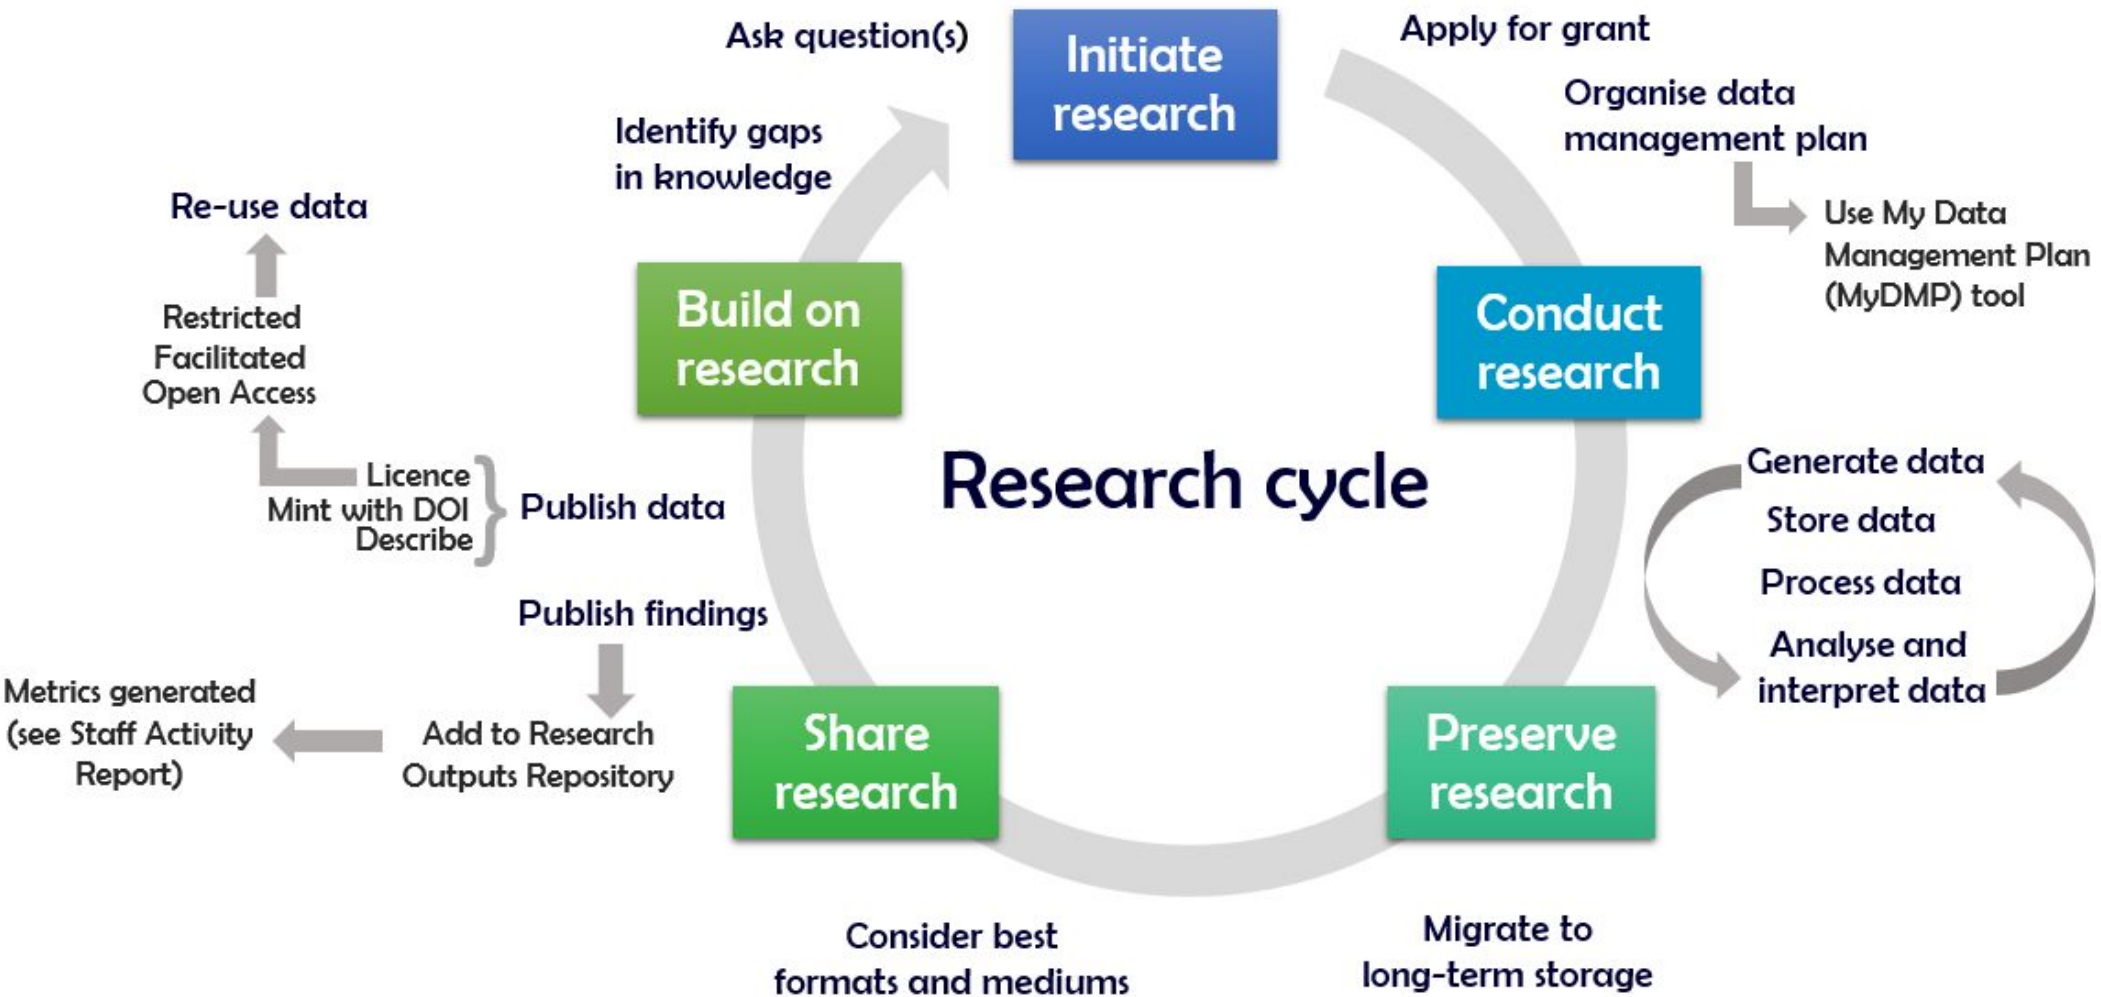 Ask question(s)
Initiate
research
Apply for grant
Organise data
management plan
Use My Data
Management Plan
(MyDMP) tool
Conduct
research
Generate data
Store data
Process data
Analyse and
interpret data
Preserve
research
Migrate to
long-term storage
Consider best
formats and mediums
Share
research
Publish findings
Add to Research
Outputs Repository
Metrics generated
(see Staff Activity
Report)
Publish data
Licence
Mint with DOI
Describe
Restricted
Facilitated
Open Access
Re-use data
Build on
research
Identify gaps
in knowledge
Research cycle